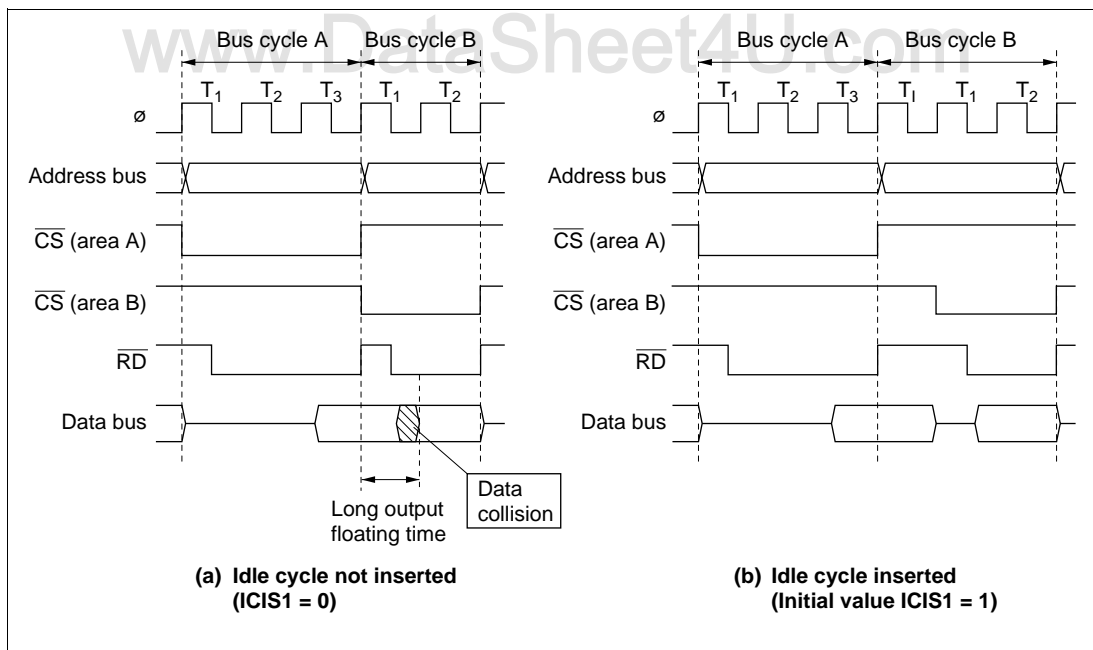 www.DataSheet4U.com
Bus cycle A Bus cycle B
T1 T2 T3 T1 T2
ø
Address bus
CS (area A)
CS (area B)
RD
Data bus
Long output
floating time
Data
collision
(a) Idle cycle not inserted
(ICIS1 = 0)
Bus cycle A Bus cycle B
T1 T2 T3 TI T1 T2
ø
Address bus
CS (area A)
CS (area B)
RD
Data bus
(b) Idle cycle inserted
(Initial value ICIS1 = 1)